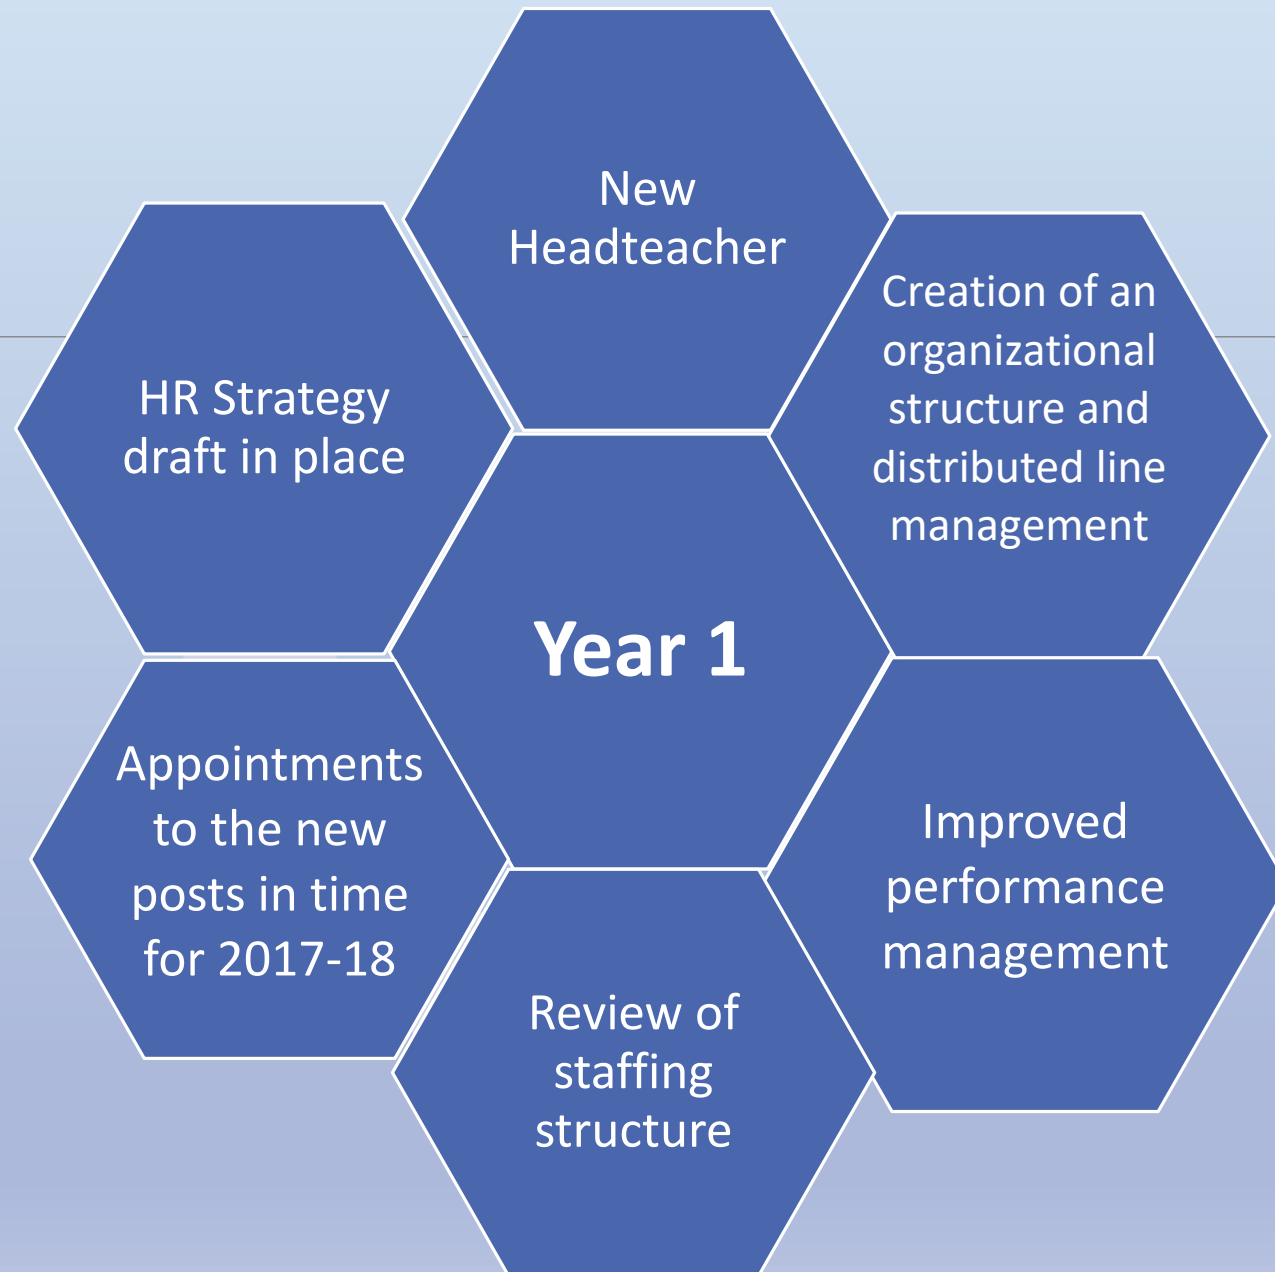 New
Headteacher
Creation of an
organizational
structure and
distributed line
management
HR Strategy
draft in place
Year 1
Appointments
to the new
posts in time
for 2017-18
Improved
performance
management
Review of
staffing
structure